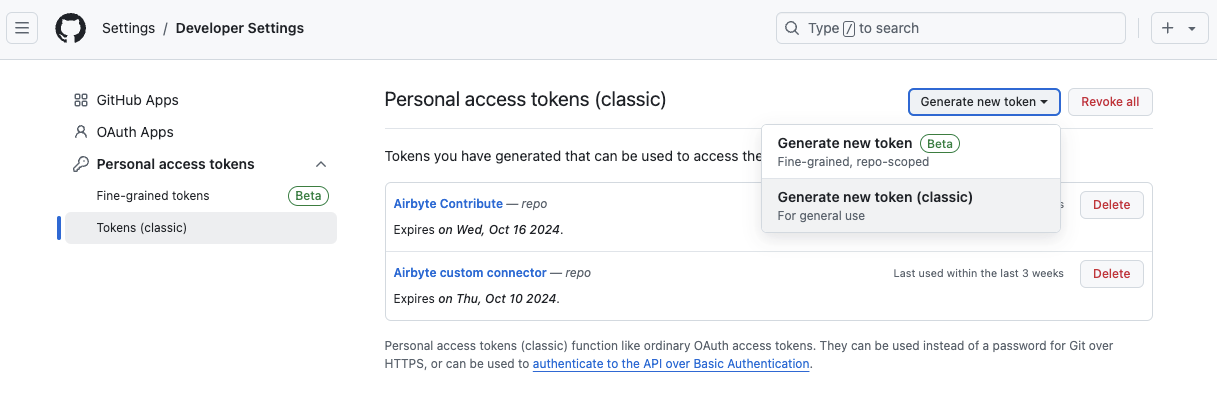 Settings / Developer Settings
Type / to search
GitHub Apps
OAuth Apps
Personal access tokens
Fine-grained tokens Beta
Tokens (classic)
Personal access tokens (classic)
Generate new token
Revoke all
Generate new token Beta
Fine-grained, repo-scoped
Generate new token (classic)
For general use
Tokens you have generated that can be used to access the
Airbyte Contribute — repo
s
Delete
Expires on Wed, Oct 16 2024.
Airbyte custom connector — repo
Last used within the last 3 weeks
Delete
Expires on Thu, Oct 10 2024.
Personal access tokens (classic) function like ordinary OAuth access tokens. They can be used instead of a password for Git over
HTTPS, or can be used to authenticate to the API over Basic Authentication.